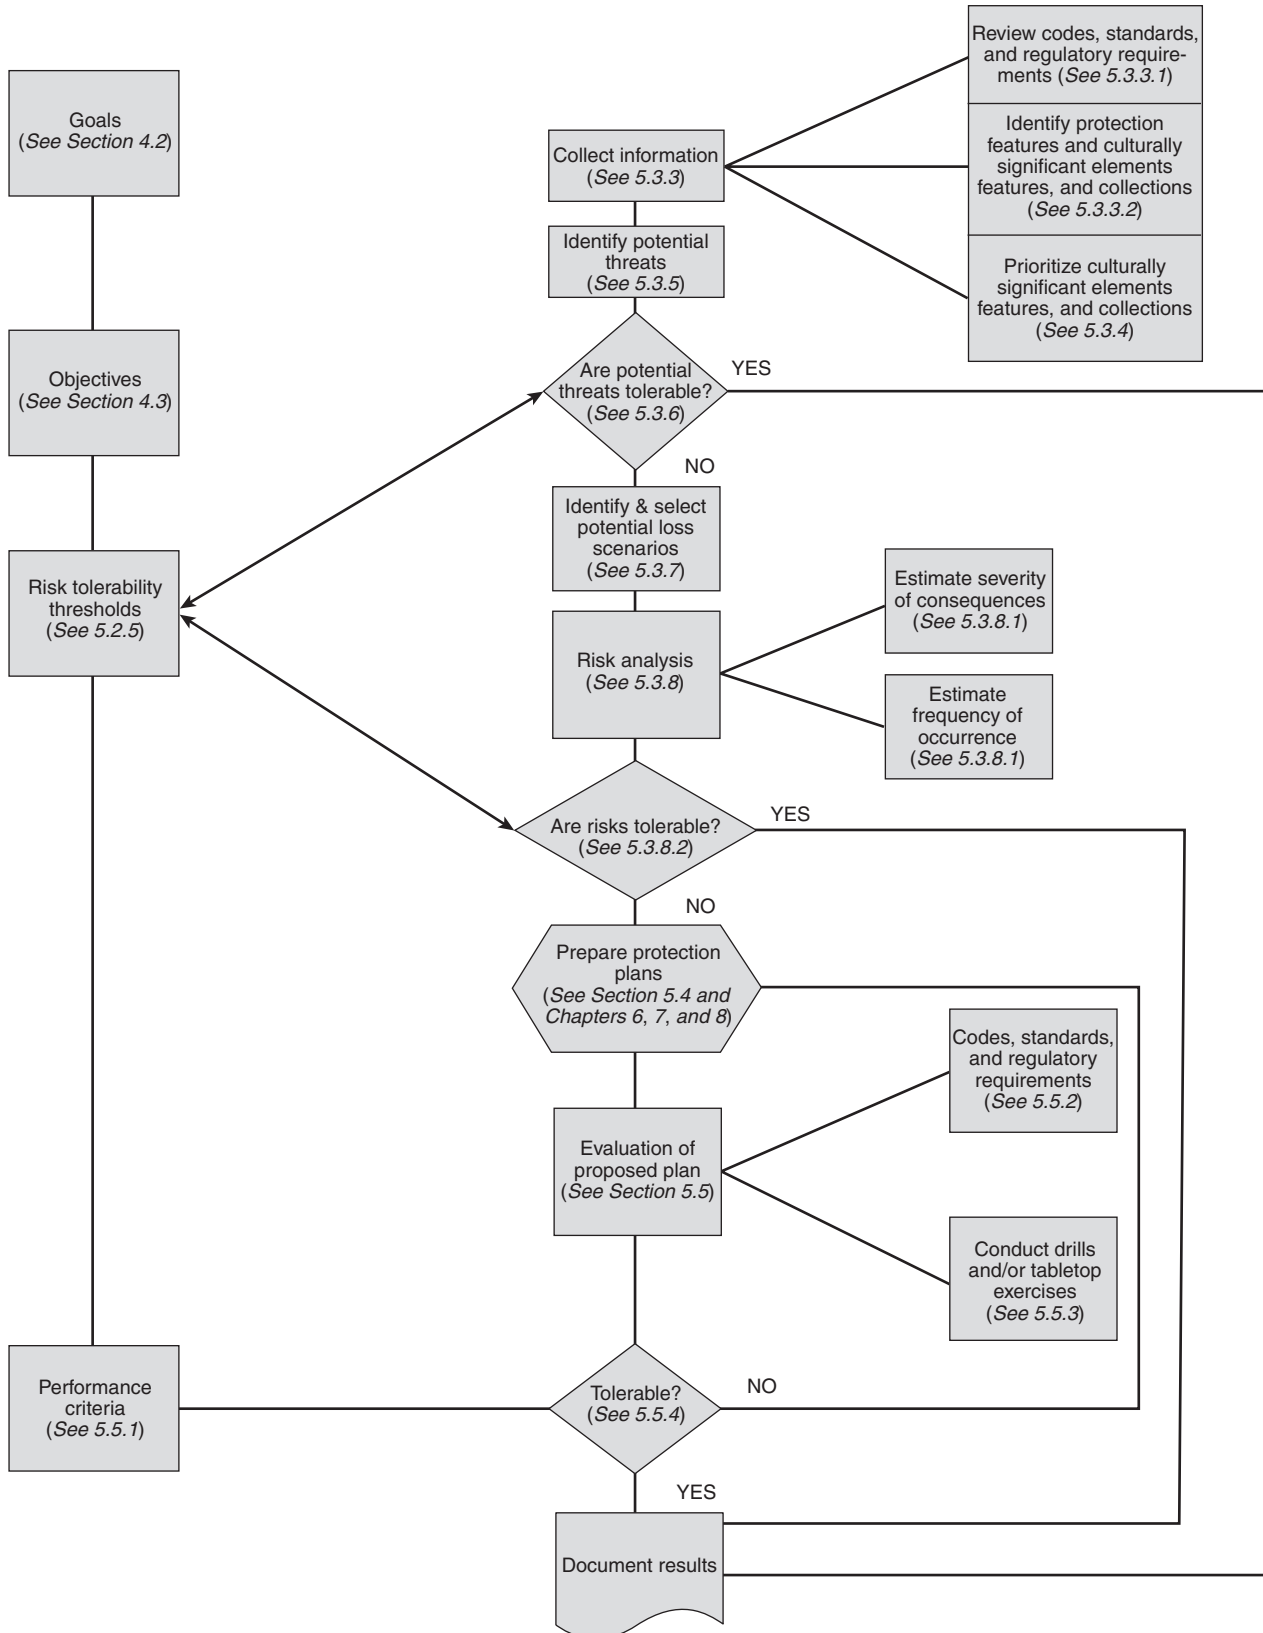 Goals
(See Section 4.2)
Objectives
(See Section 4.3)
Risk tolerability
thresholds
(See 5.2.5)
Performance
criteria
(See 5.5.1)
Collect information
(See 5.3.3)
Review codes, standards,
and regulatory require-
ments (See 5.3.3.1)
Identify protection
features and culturally
significant elements
features, and collections
(See 5.3.3.2)
Prioritize culturally
significant elements
features, and collections
(See 5.3.4)
Identify potential
threats
(See 5.3.5)
Are potential
threats tolerable?
(See 5.3.6)
YES
NO
Identify & select
potential loss
scenarios
(See 5.3.7)
Risk analysis
(See 5.3.8)
Estimate severity
of consequences
(See 5.3.8.1)
Estimate
frequency of
occurrence
(See 5.3.8.1)
Are risks tolerable?
(See 5.3.8.2)
YES
NO
Prepare protection
plans
(See Section 5.4 and
Chapters 6, 7, and 8)
Evaluation of
proposed plan
(See Section 5.5)
Codes, standards,
and regulatory
requirements
(See 5.5.2)
Conduct drills
and/or tabletop
exercises
(See 5.5.3)
Tolerable?
(See 5.5.4)
NO
YES
Document results